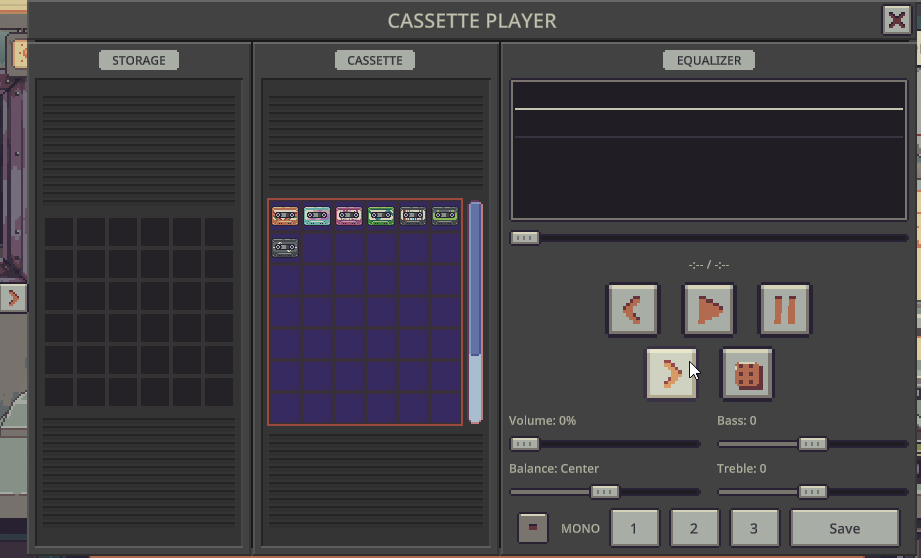 CASSETTE PLAYER
STORAGE
CASSETTE
EQUALIZER
-:-- / -:--
Volume: 0%
Bass: 0
Balance: Center
Treble: 0
MONO
1
2
3
Save